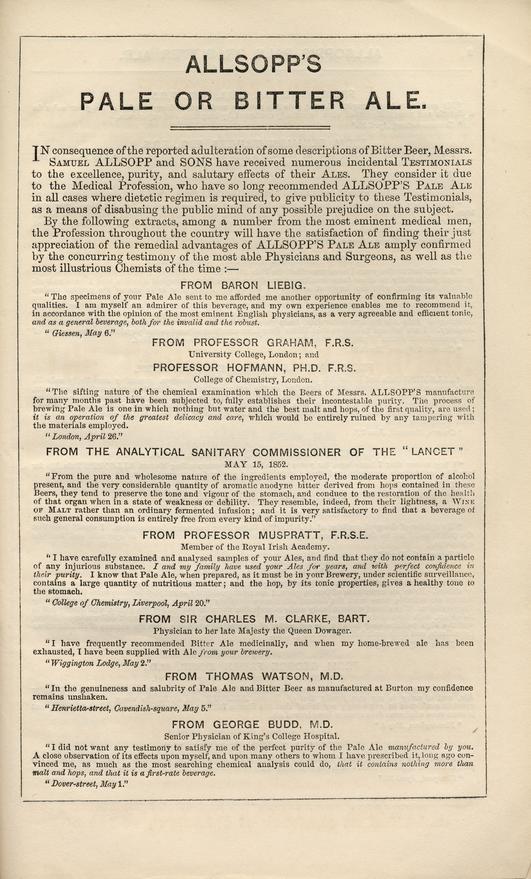 ALLSOPP'S
PALE OR BITTER ALE.
IN consequence of the reported adulteration of some descriptions of Bitter Beer, Messrs.
SAMUEL ALLSOPP and SONS have received numerous incidental TESTIMONIALS
to the excellence, purity, and salutary effects of their ALES. They consider it due
to the Medical Profession, who have so long recommended ALLSOPP'S PALE ALE
in all cases where dietetic regimen is required, to give publicity to these Testimonials,
as a means of disabusing the public mind of any possible prejudice on the subject.
By the following extracts, among a number from the most eminent medical men,
the Profession throughout the country will have the satisfaction of finding their just
appreciation of the remedial advantages of ALLSOPP'S PALE ALE amply confirmed
by the concurring testimony of the most able Physicians and Surgeons, as well as the
most illustrious Chemists of the time :—
FROM BARON LIEBIG.
"The specimens of your Pale Ale sent to me afforded me another opportunity of confirming its valuable
qualities. I am myself an admirer of this beverage, and my own experience enables me to recommend it,
in accordance with the opinion of the most eminent English physicians, as a very agreeable and efficient tonic,
and as a general beverage, both for the invalid and the robust.
"Giessen, May 6."
FROM PROFESSOR GRAHAM, F.R.S.
University College, London; and
PROFESSOR HOFMANN, PH.D. F.R.S.
College of Chemistry, London.
"The sifting nature of the chemical examination which the Beers of Messrs. ALLSOPP'S manufacture
for many months past have been subjected to, fully establishes their incontestable purity. The process of
brewing Pale Ale is one in which nothing but water and the best malt and hops, of the first quality, are used;
it is an operation of the greatest delicacy and care, which would be entirely ruined by any tampering with
the materials employed.
"London, April 26."
FROM THE ANALYTICAL SANITARY COMMISSIONER OF THE "LANCET"
MAY 15, 1852.
"From the pure and wholesome nature of the ingredients employed, the moderate proportion of alcohol
present, and the very considerable quantity of aromatic anodyne bitter derived from hops contained in these
Beers, they tend to preserve the tone and vigour of the stomach, and conduce to the restoration of the health
of that organ when in a state of weakness or debility. They resemble, indeed, from their lightness, a WINE
OF MALT rather than an ordinary fermented infusion; and it is very satisfactory to find that a beverage of
such general consumption is entirely free from every kind of impurity."
FROM PROFESSOR MUSPRATT, F.R.S.E.
Member of the Royal Irish Academy.
"I have carefully examined and analysed samples of your Ales, and find that they do not contain a particle
of any injurious substance. I and my family have used your Ales for years, and with perfect confidence in
their purity. I know that Pale Ale, when prepared, as it must be in your Brewery, under scientific surveillance,
contains a large quantity of nutritious matter; and the hop, by its tonic properties, gives a healthy tone to
the stomach.
"College of Chemistry, Liverpool, April 20."
FROM SIR CHARLES M. CLARKE, BART.
Physician to her late Majesty the Queen Dowager.
"I have frequently recommended Bitter Ale medicinally, and when my home-brewed ale has been
exhausted, I have been supplied with Ale from your brewery.
"Wiggington Lodge, May 2."
FROM THOMAS WATSON, M.D.
"In the genuineness and salubrity of Pale Ale and Bitter Beer as manufactured at Burton my confidence
remains unshaken.
"Henrietta-street, Cavendish-square, May 5."
FROM GEORGE BUDD, M.D.
Senior Physician of King's College Hospital.
"I did not want any testimony to satisfy me of the perfect purity of the Pale Ale manufactured by you.
A close observation of its effects upon myself, and upon many others to whom I have prescribed it, long ago con-
vinced me, as much as the most searching chemical analysis could do, that it contains nothing more than
malt and hops, and that it is a first-rate beverage.
"Dover-street, May 1."